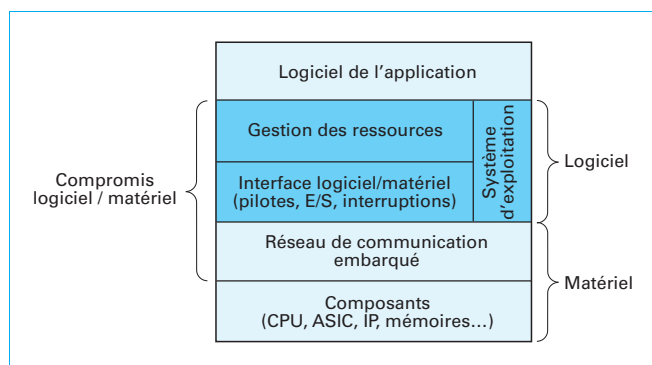 Logiciel de l'application
Gestion des ressources
Interface logiciel/matériel
(pilotes, E/S, interruptions)
Système
d'exploitation
Réseau de communication
embarqué
Composants
(CPU, ASIC, IP, mémoires…)
Compromis
logiciel / matériel
Logiciel
Matériel